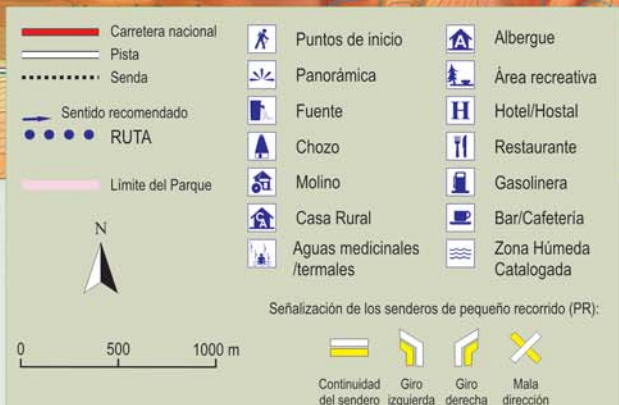 Carretera nacional
Pista
Senda
Sentido recomendado
RUTA
Límite del Parque
N
0 500 1000 m
Puntos de inicio
Panorámica
Fuente
Chozo
Molino
CA
Casa Rural
Aguas medicinales
/termales
A
Albergue
Área recreativa
H
Hotel/Hostal
Restaurante
Gasolinera
Bar/Cafetería
Zona Húmeda
Catalogada
Señalización de los senderos de pequeño recorrido (PR):
Continuidad
del sendero
Giro
izquierda
Giro
derecha
Mala
dirección